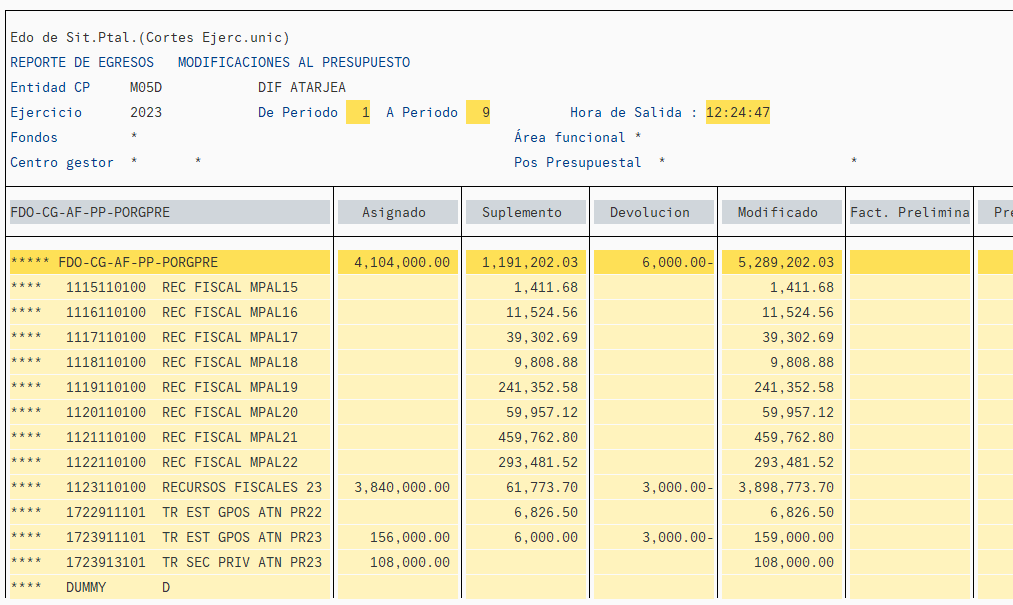 Edo de Sit.Ptal.(Cortes Ejerc.unic)
REPORTE DE EGRESOS MODIFICACIONES AL PRESUPUESTO
Entidad CP M05D DIF ATARJEA
Ejercicio 2023 De Periodo 1 A Periodo 9 Hora de Salida : 12:24:47
Fondos * Área funcional *
Centro gestor * * Pos Presupuestal * *
FDO-CG-AF-PP-PORGPRE Asignado Suplemento Devolucion Modificado Fact. Prelimina Pre
***** FDO-CG-AF-PP-PORGPRE 4,104,000.00 1,191,202.03 6,000.00- 5,289,202.03
**** 1115110100 REC FISCAL MPAL15 1,411.68 1,411.68
**** 1116110100 REC FISCAL MPAL16 11,524.56 11,524.56
**** 1117110100 REC FISCAL MPAL17 39,302.69 39,302.69
**** 1118110100 REC FISCAL MPAL18 9,808.88 9,808.88
**** 1119110100 REC FISCAL MPAL19 241,352.58 241,352.58
**** 1120110100 REC FISCAL MPAL20 59,957.12 59,957.12
**** 1121110100 REC FISCAL MPAL21 459,762.80 459,762.80
**** 1122110100 REC FISCAL MPAL22 293,481.52 293,481.52
**** 1123110100 RECURSOS FISCALES 23 3,840,000.00 61,773.70 3,000.00- 3,898,773.70
**** 1722911101 TR EST GPOS ATN PR22 6,826.50 6,826.50
**** 1723911101 TR EST GPOS ATN PR23 156,000.00 6,000.00 3,000.00- 159,000.00
**** 1723913101 TR SEC PRIV ATN PR23 108,000.00 108,000.00
**** DUMMY D